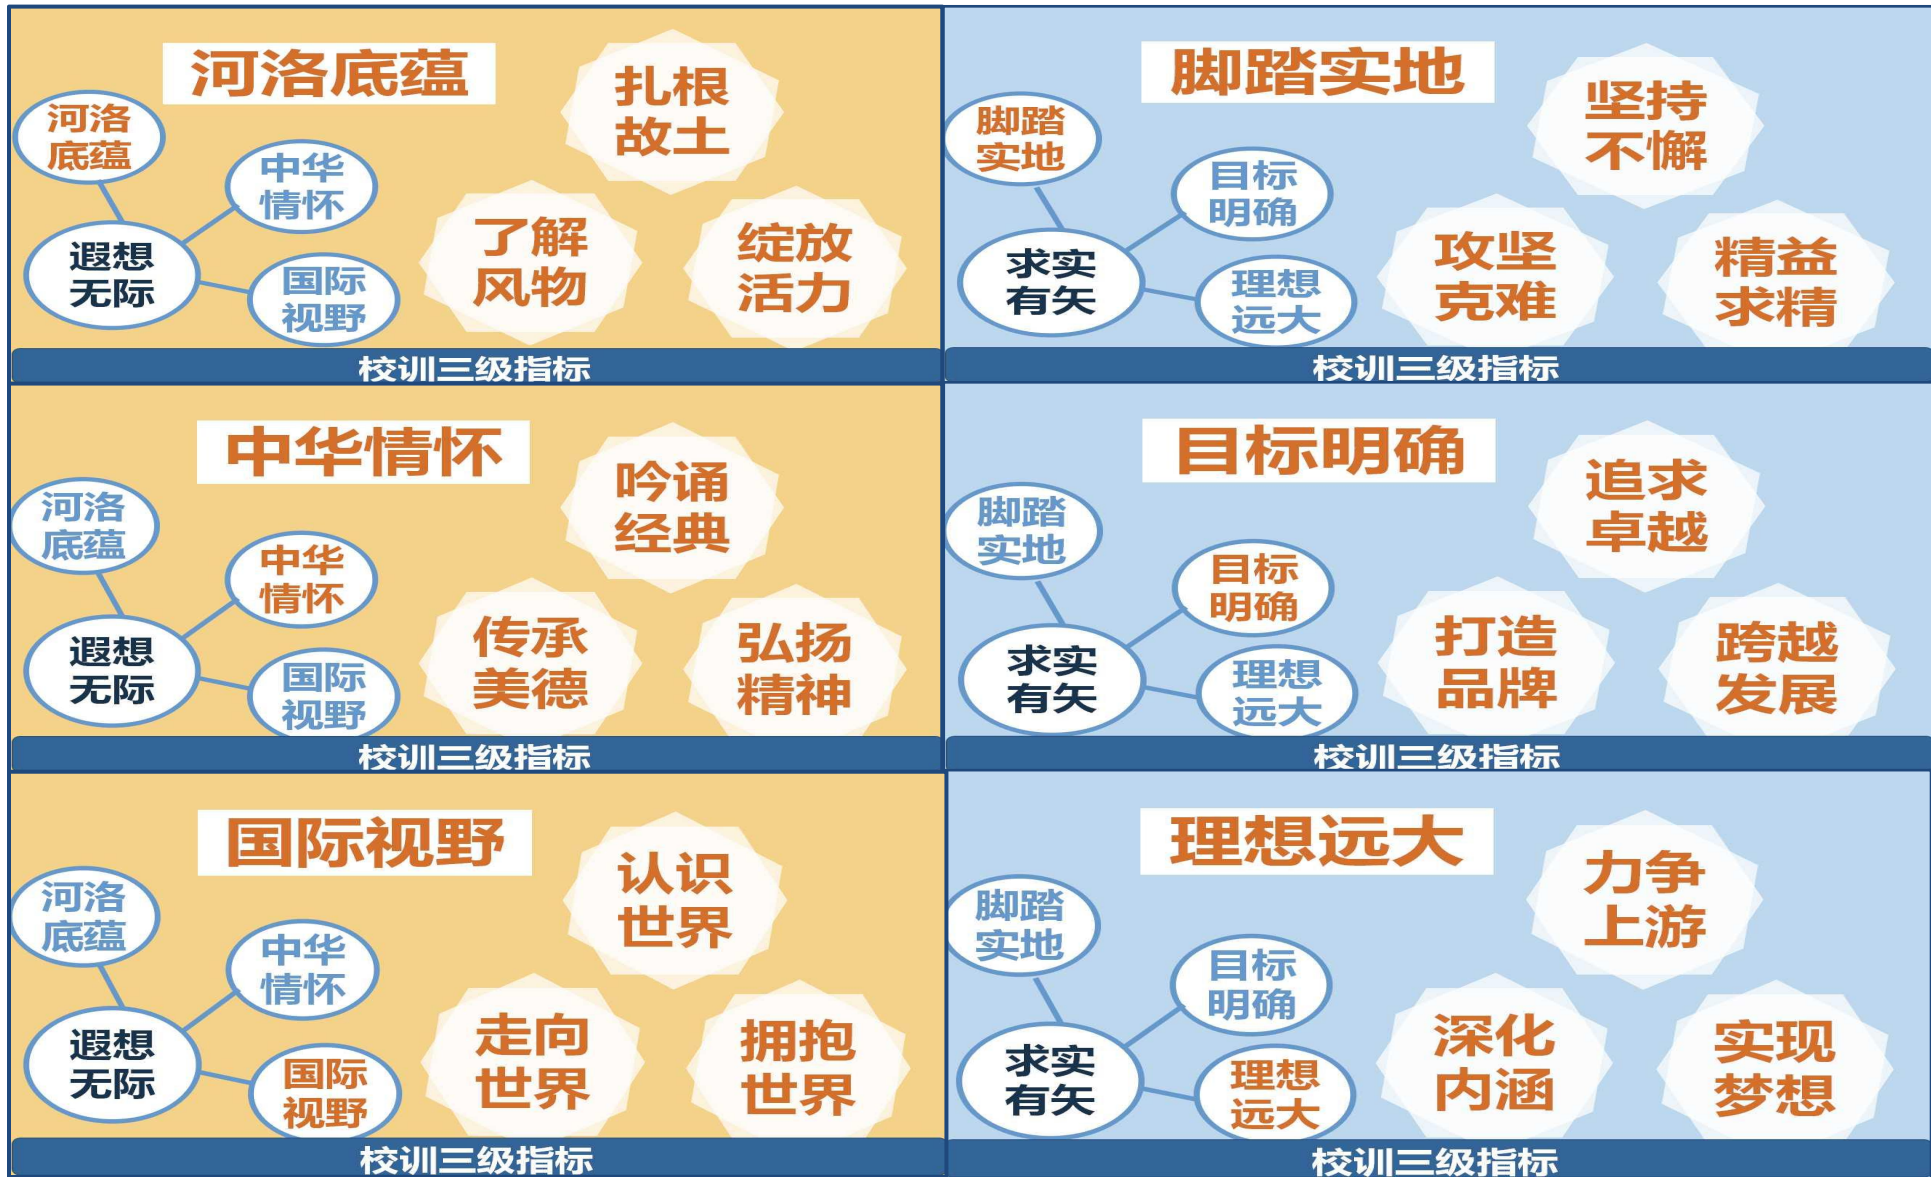 河洛底蕴
扎根
故土
河洛
底蕴
中华
情怀
了解
风物
绽放
活力
遐想
无际
国际
视野
校训三级指标
脚踏实地
坚持
不懈
脚踏
实地
目标
明确
攻坚
克难
精益
求精
求实
有矢
理想
远大
校训三级指标
中华情怀
吟诵
经典
河洛
底蕴
中华
情怀
传承
美德
弘扬
精神
遐想
无际
国际
视野
校训三级指标
目标明确
追求
卓越
脚踏
实地
目标
明确
打造
品牌
跨越
发展
求实
有矢
理想
远大
校训三级指标
国际视野
认识
世界
河洛
底蕴
中华
情怀
走向
世界
拥抱
世界
遐想
无际
国际
视野
校训三级指标
理想远大
力争
上游
脚踏
实地
目标
明确
深化
内涵
实现
梦想
求实
有矢
理想
远大
校训三级指标